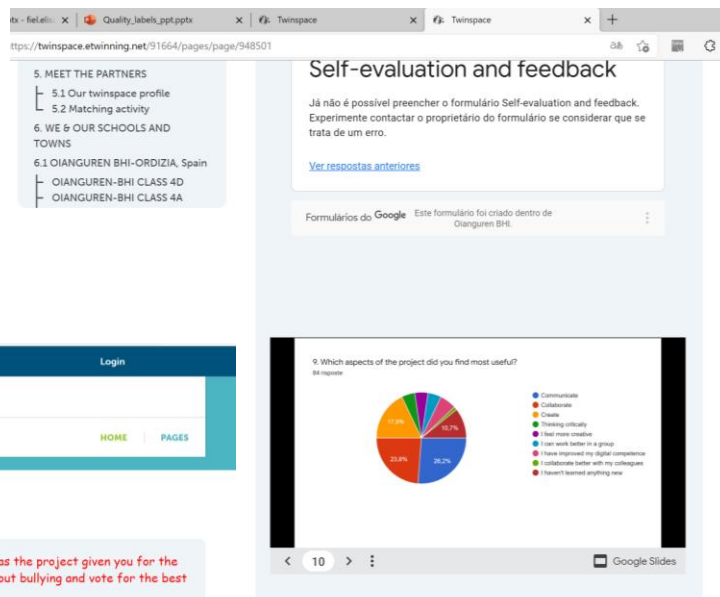 tx - fiel.elis
Quality_labels_ppt.pptx
Twinspace
Twinspace
ttps://twinspace.etwinning.net/91664/pages/page/948501
5. MEET THE PARTNERS
5.1 Our twinspace profile
5.2 Matching activity
6. WE & OUR SCHOOLS AND
TOWNS
6.1 OIANGUREN BHI-ORDIZIA, Spain
OIANGUREN-BHI CLASS 4D
OIANGUREN-BHI CLASS 4A
Self-evaluation and feedback
Já não é possível preencher o formulário Self-evaluation and feedback.
Experimente contactar o proprietário do formulário se considerar que se
trata de um erro.
Ver respostas anteriores
Formulários do Google
Este formulário foi criado dentro de
Oianguren BHI.
Login
HOME
PAGES
as the project given you for the
out bullying and vote for the best
9. Which aspects of the project did you find most useful?
84 risposte
17,9%
10,7%
23,8%
26,2%
Communicate
Collaborate
Create
Thinking critically
I feel more creative
I can work better in a group
I have improved my digital competence
I collaborate better with my colleagues
I haven't learned anything new
10
Google Slides